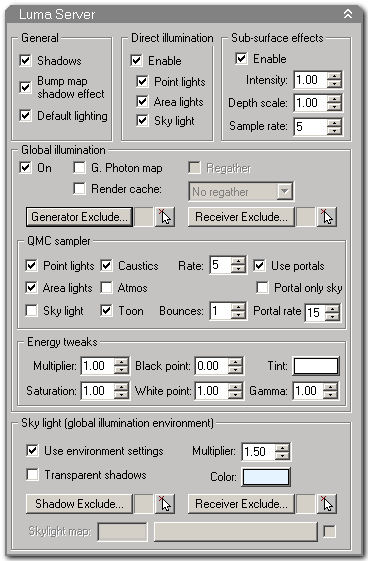 Luma Server
General
Direct illumination
Sub-surface effects
Shadows
Enable
Enable
Bump map
shadow effect
Point lights
Intensity: 1.00
Area lights
Depth scale: 1.00
Default lighting
Sky light
Sample rate: 5
Global illumination
On
G. Photon map
Regather
Render cache:
No regather
Generator Exclude...
Receiver Exclude...
QMC sampler
Point lights
Caustics
Rate: 5
Use portals
Area lights
Atmos
Portal only sky
Sky light
Toon
Bounces: 1
Portal rate 15
Energy tweaks
Multiplier: 1.00
Black point: 0.00
Tint:
Saturation: 1.00
White point: 1.00
Gamma: 1.00
Sky light (global illumination environment)
Use environment settings
Multiplier: 1.50
Transparent shadows
Color:
Shadow Exclude...
Receiver Exclude...
Skylight map: